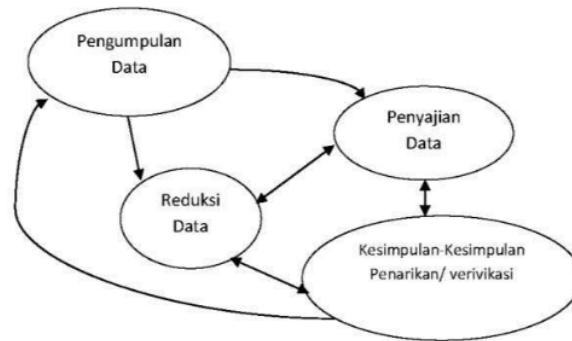 Pengumpulan
Data
Penyajian
Data
Reduksi
Data
Kesimpulan-Kesimpulan
Penarikan/ verivikasi